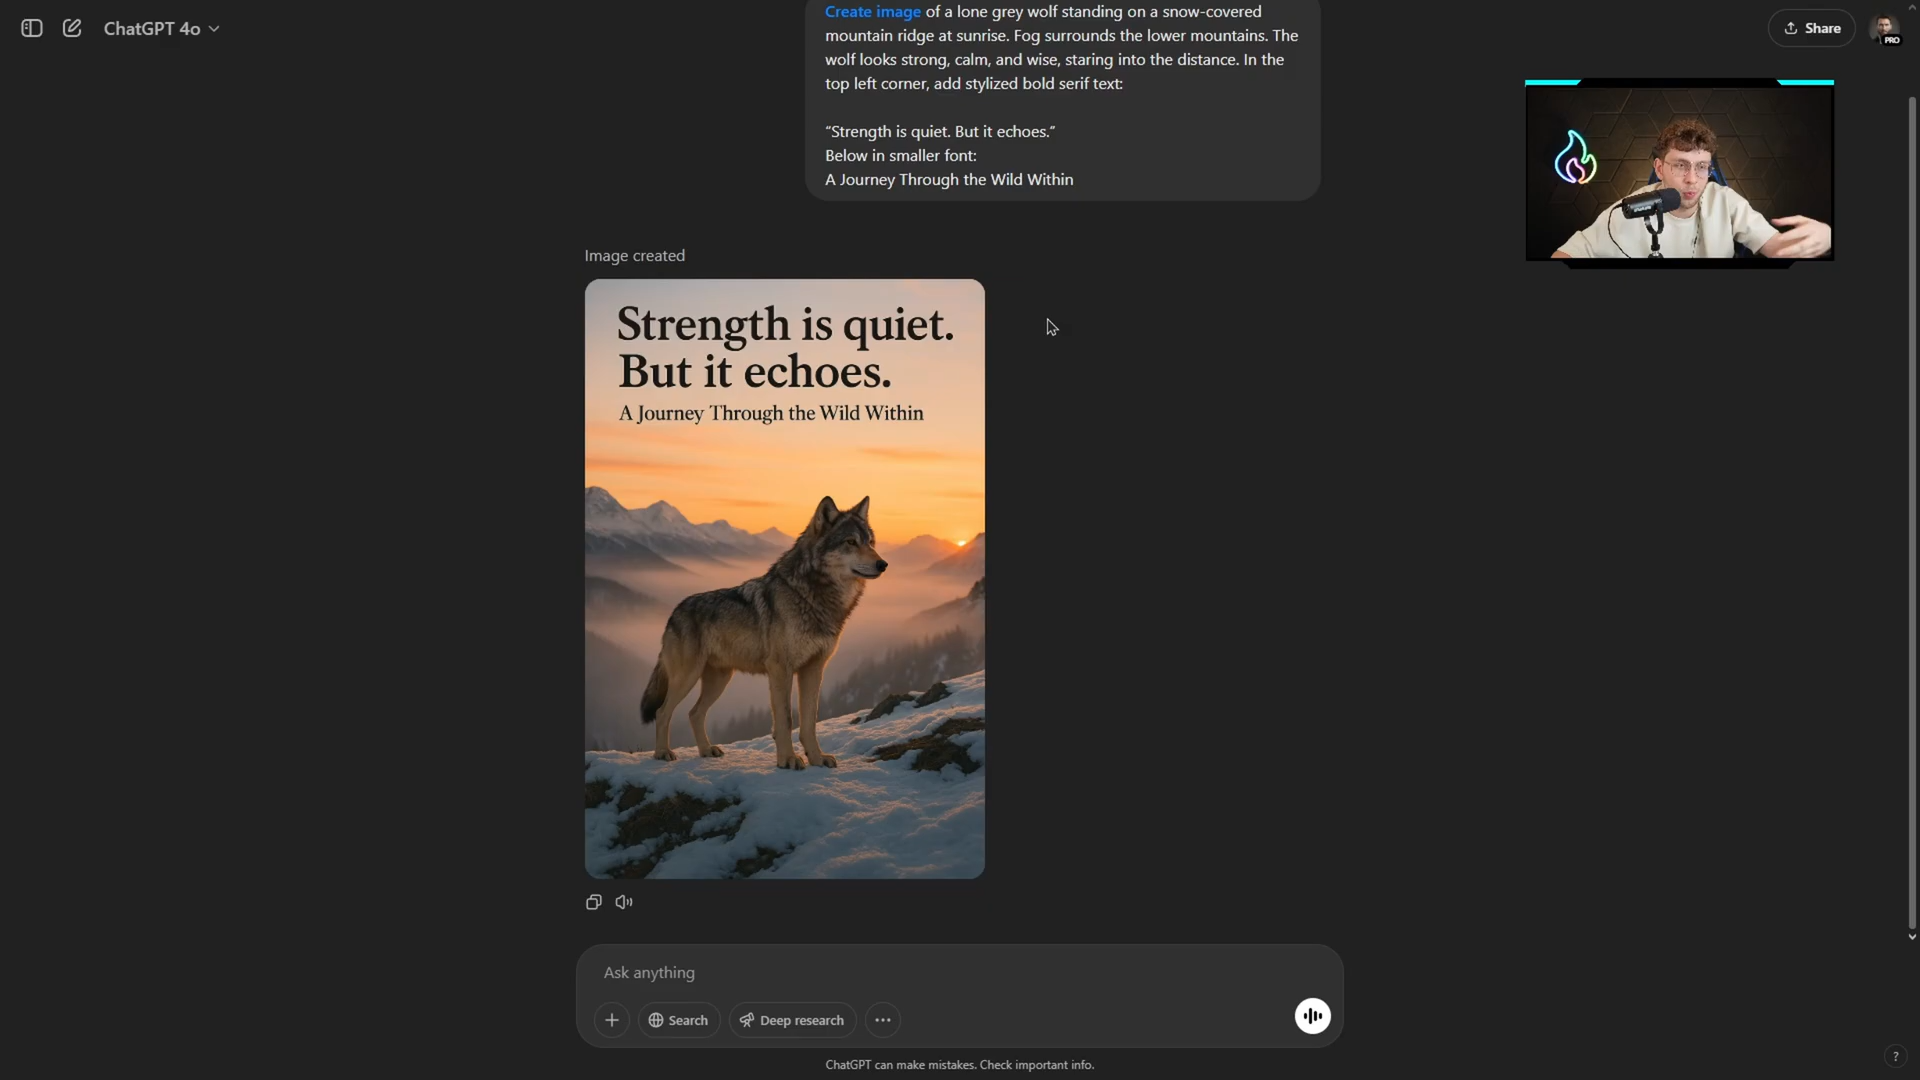 ChatGPT 4o
Share
PRO
Create image of a lone grey wolf standing on a snow-covered
mountain ridge at sunrise. Fog surrounds the lower mountains. The
wolf looks strong, calm, and wise, staring into the distance. In the
top left corner, add stylized bold serif text:
“Strength is quiet. But it echoes.”
Below in smaller font:
A Journey Through the Wild Within
Image created
Strength is quiet.
But it echoes.
A Journey Through the Wild Within
Ask anything
Search
Deep research
ChatGPT can make mistakes. Check important info.
?